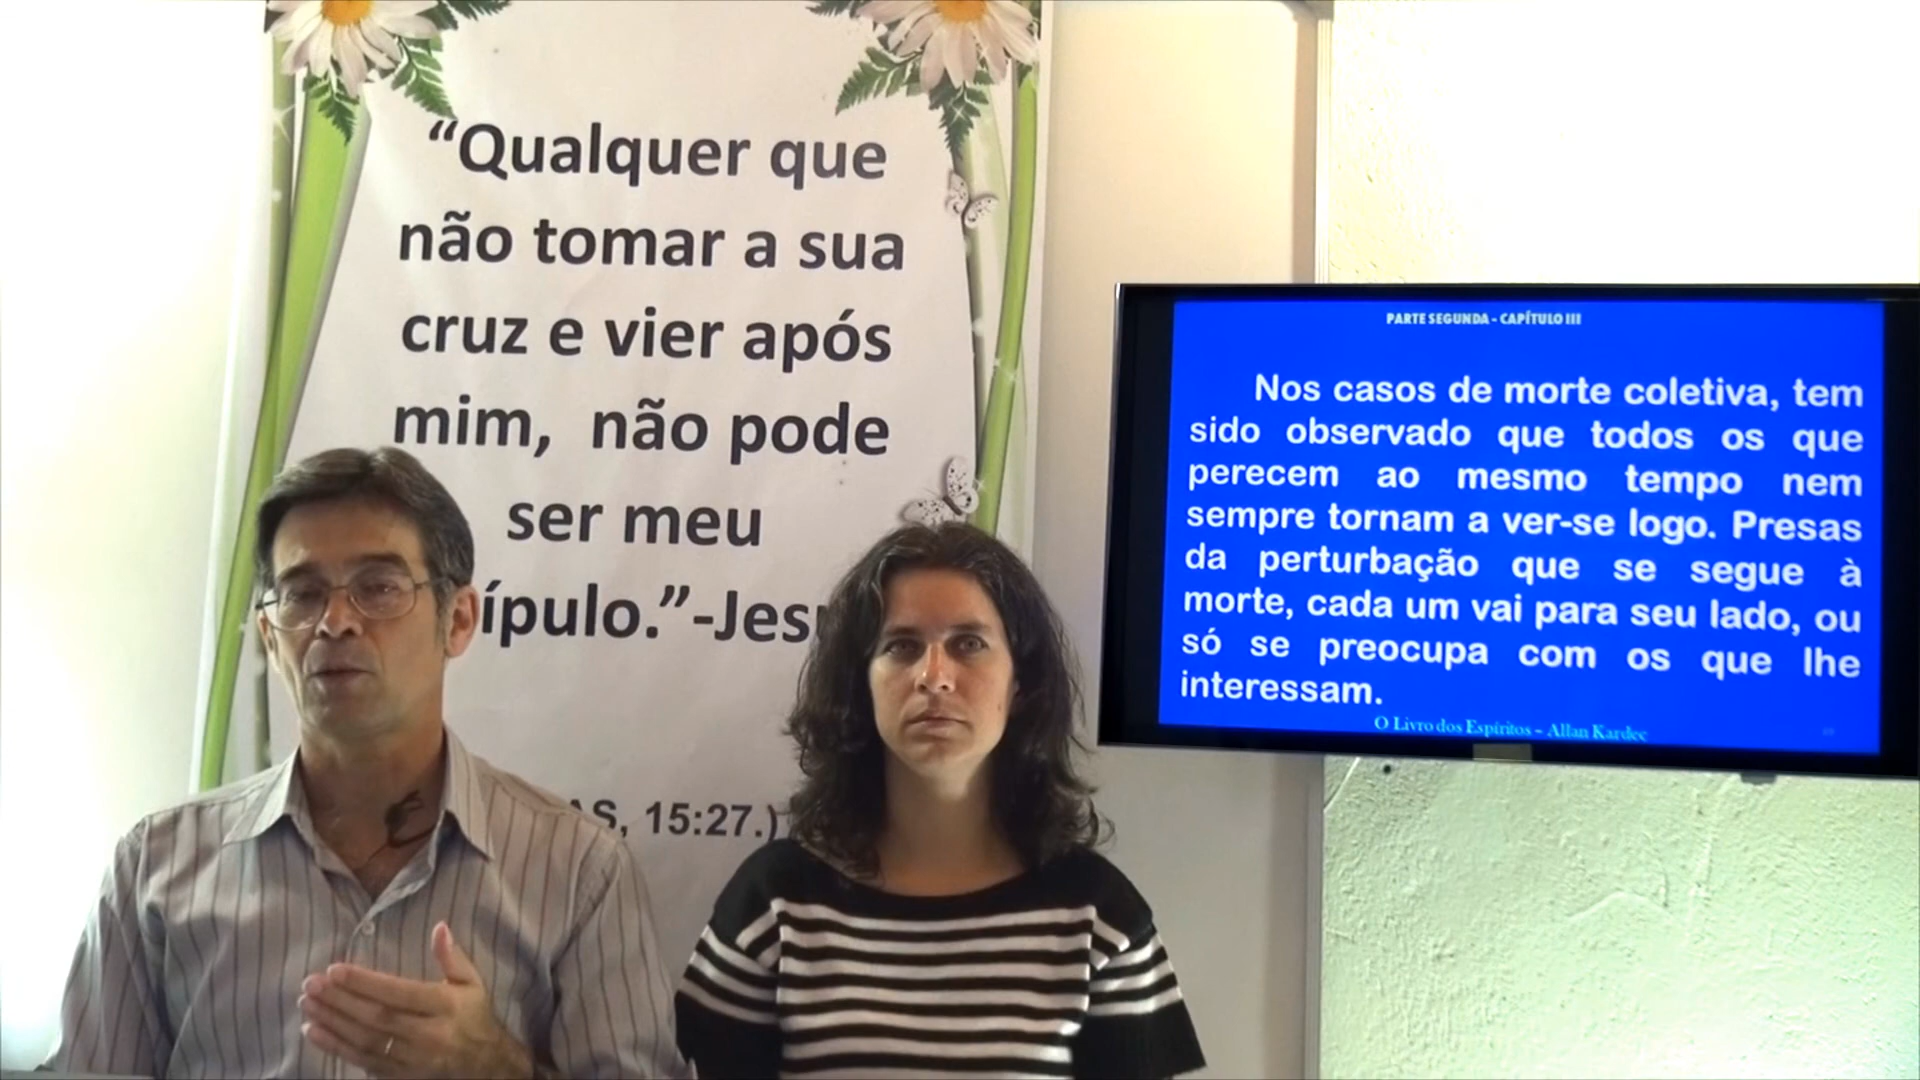 “Qualquer que
não tomar a sua
cruz e vier após
mim, não pode
ser meu
ípulo.”-Jes
AS, 15:27.)
PARTE SEGUNDA - CAPÍTULO III
Nos casos de morte coletiva, tem
sido observado que todos os que
perecem ao mesmo tempo nem
sempre tornam a ver-se logo. Presas
da perturbação que se segue à
morte, cada um vai para seu lado, ou
só se preocupa com os que lhe
interessam.
O Livro dos Espíritos – Allan Kardec